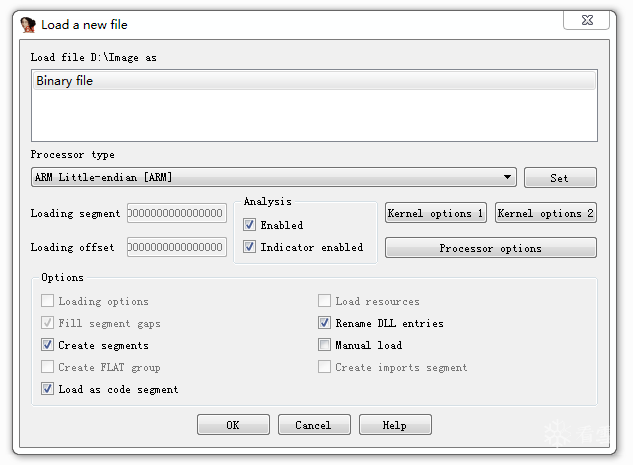 Load a new file
Load file D:\Image as
Binary file
Processor type
ARM Little-endian [ARM]
Set
Loading segment
Analysis
Enabled
Kernel options 1
Kernel options 2
Loading offset
Indicator enabled
Processor options
Options
Loading options
Load resources
Fill segment gaps
Rename DLL entries
Create segments
Manual load
Create FLAT group
Create imports segment
Load as code segment
OK
Cancel
Help